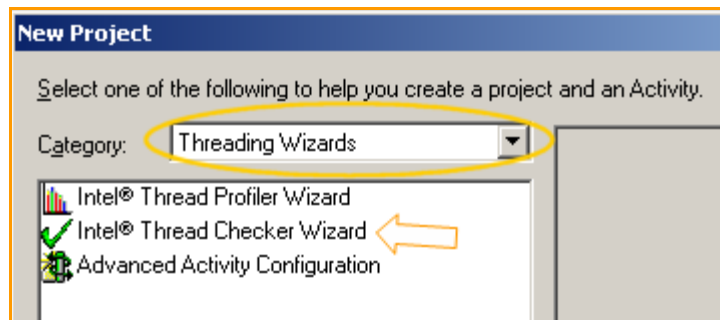 New Project
Select one of the following to help you create a project and an Activity.
Category: Threading Wizards
Intel® Thread Profiler Wizard
Intel® Thread Checker Wizard
Advanced Activity Configuration